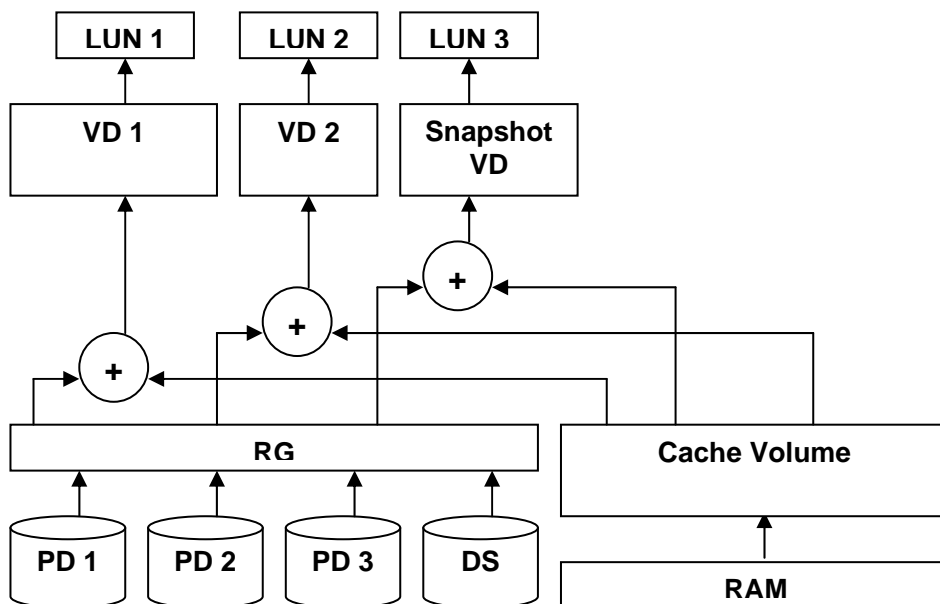 LUN 1
LUN 2
LUN 3
VD 1
VD 2
Snapshot
VD
+
+
+
RG
Cache Volume
PD 1
PD 2
PD 3
DS
RAM